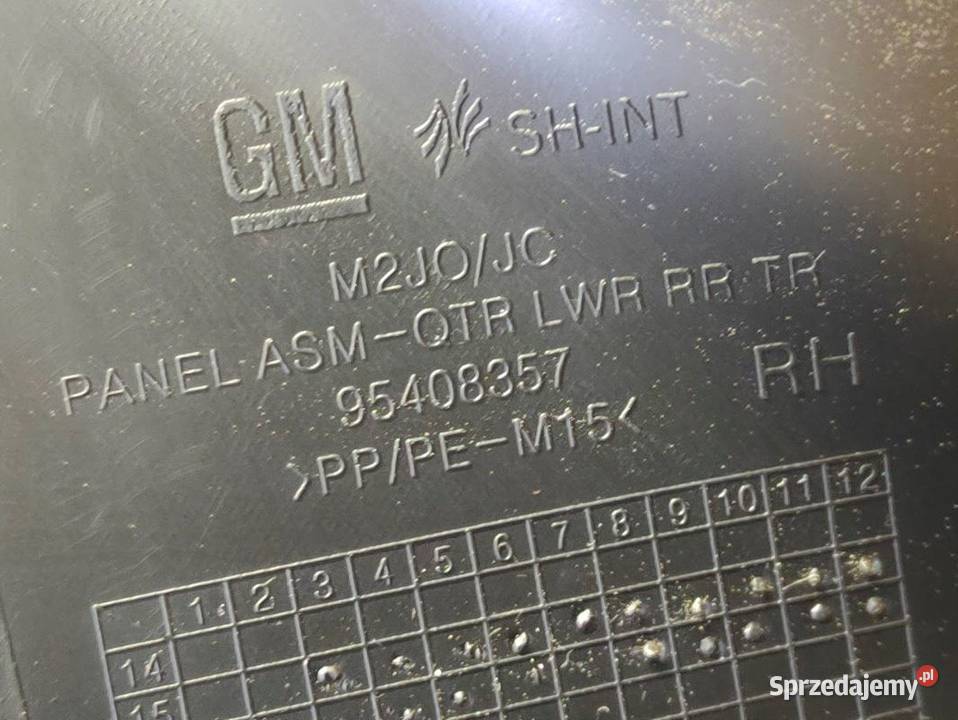 GM SH-INT
M2JO/JC
PANEL ASM-QTR LWR RR TR
95408357 RH
>PP/PE-M15<
1 2 3 4 5 6 7 8 9 10 11 12
14
15
Sprzedajemy.pl